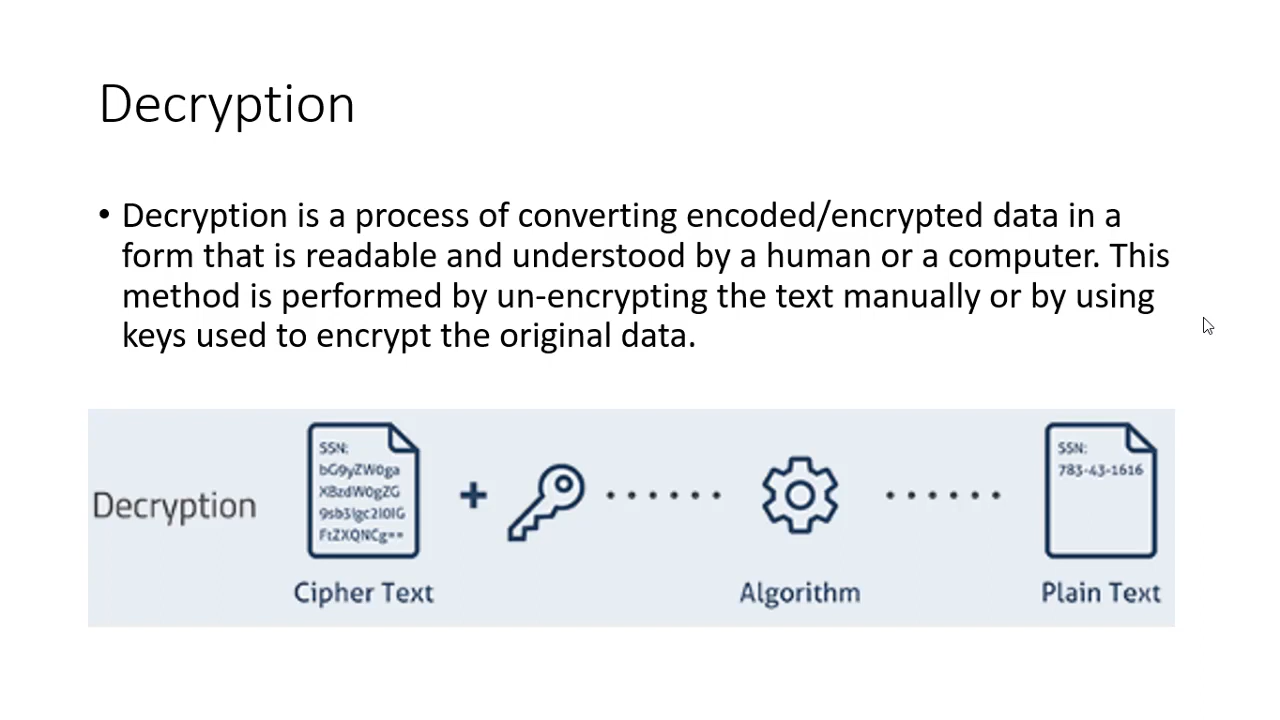 Decryption
• Decryption is a process of converting encoded/encrypted data in a
form that is readable and understood by a human or a computer. This
method is performed by un-encrypting the text manually or by using
keys used to encrypt the original data.
Decryption
SSN:
bG9yZW0ga
XBzdW0gZG
9sb3Igc2l0IG
FtZXQNCg==
+
Cipher Text
Algorithm
SSN:
783-43-1616
Plain Text